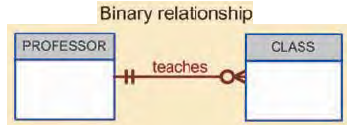 Binary relationship
PROFESSOR
teaches
CLASS